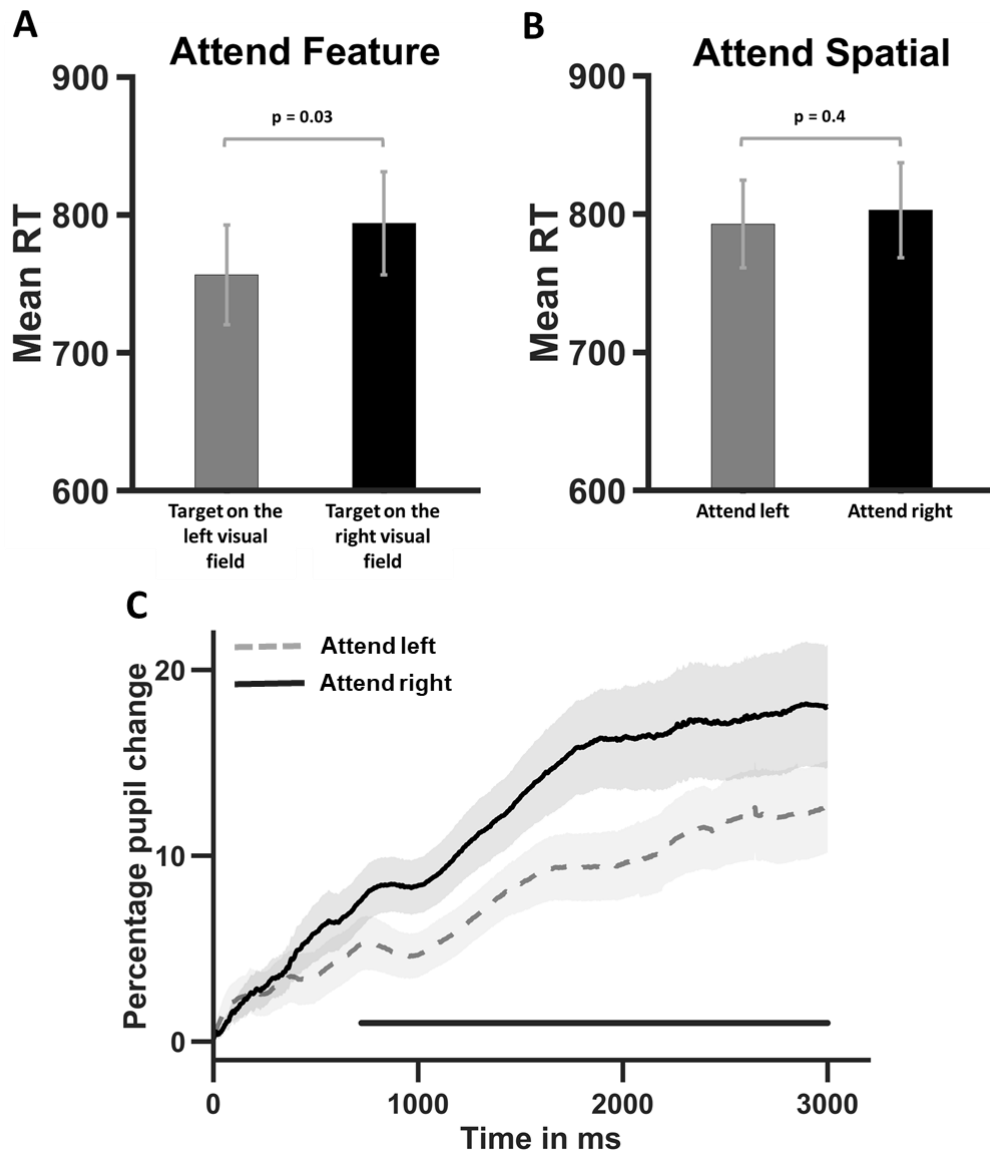 A
Attend Feature
900
800
700
600
Mean RT
p = 0.03
Target on the
left visual
field
Target on the
right visual
field
B
Attend Spatial
900
800
700
600
Mean RT
p = 0.4
Attend left
Attend right
C
Attend left
Attend right
Percentage pupil change
20
10
0
0
1000
2000
3000
Time in ms